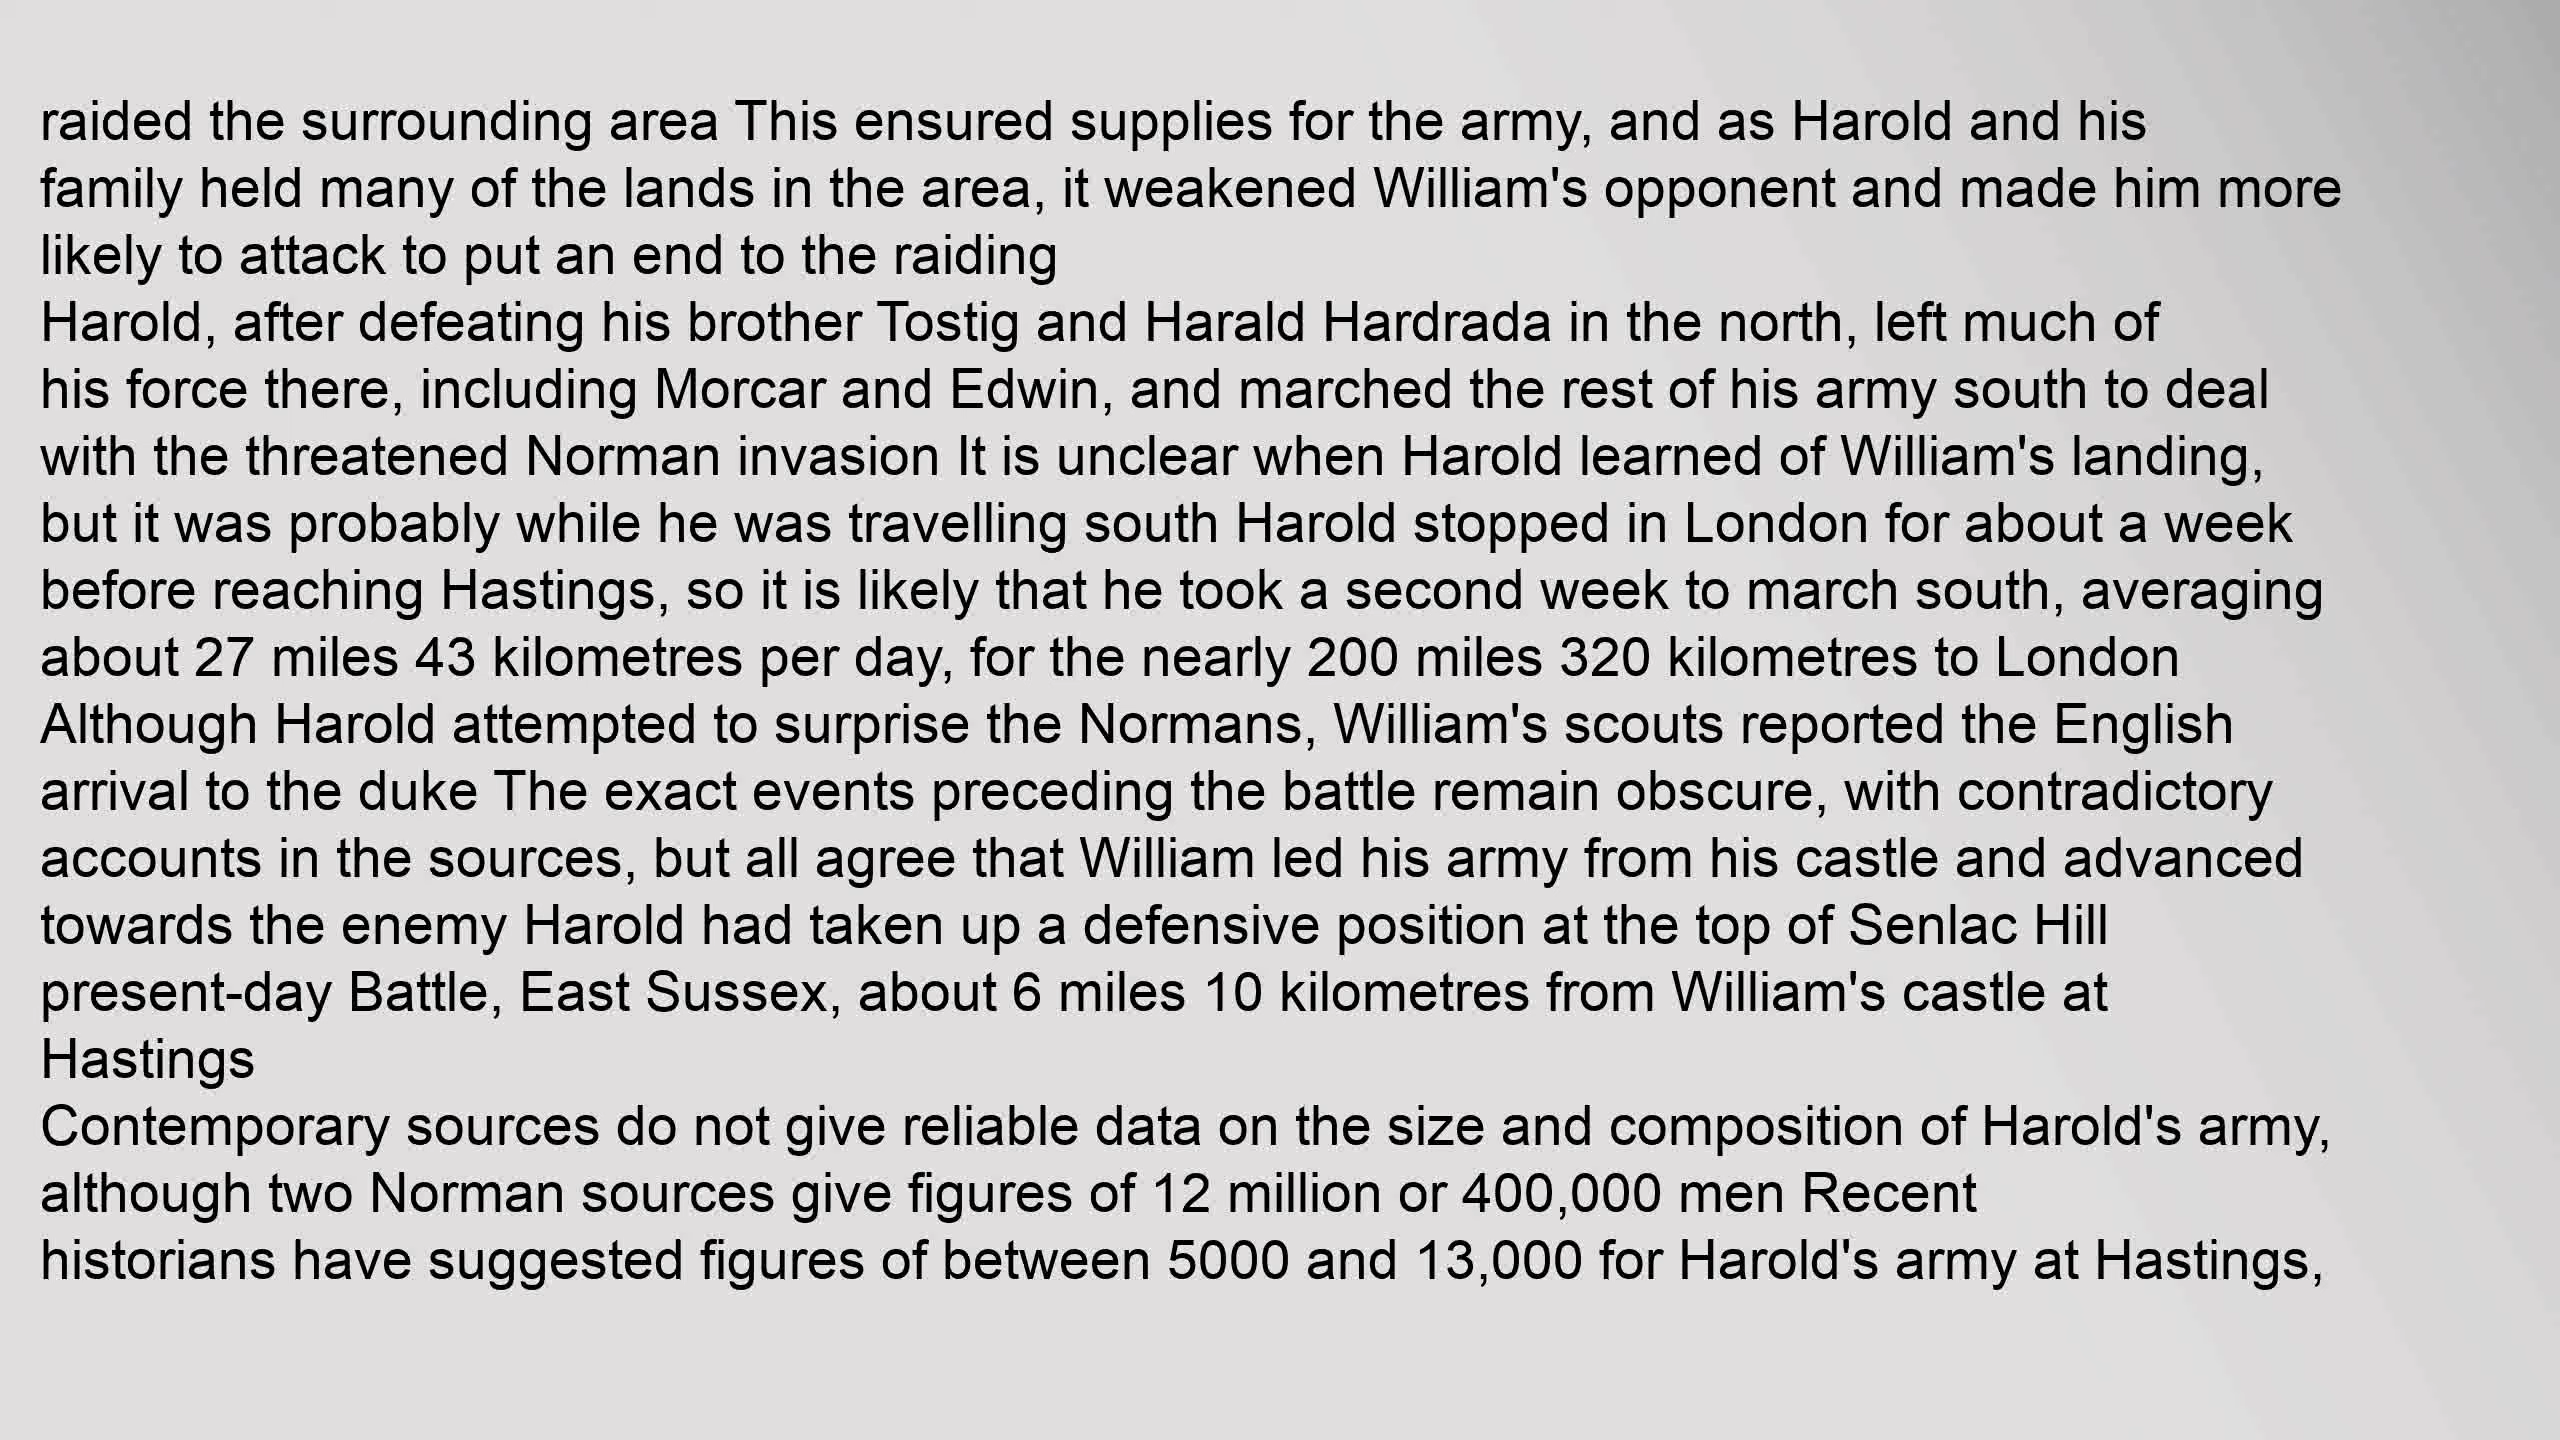 raided the surrounding area This ensured supplies for the army, and as Harold and his
family held many of the lands in the area, it weakened William's opponent and made him more
likely to attack to put an end to the raiding
Harold, after defeating his brother Tostig and Harald Hardrada in the north, left much of
his force there, including Morcar and Edwin, and marched the rest of his army south to deal
with the threatened Norman invasion It is unclear when Harold learned of William's landing,
but it was probably while he was travelling south Harold stopped in London for about a week
before reaching Hastings, so it is likely that he took a second week to march south, averaging
about 27 miles 43 kilometres per day, for the nearly 200 miles 320 kilometres to London
Although Harold attempted to surprise the Normans, William's scouts reported the English
arrival to the duke The exact events preceding the battle remain obscure, with contradictory
accounts in the sources, but all agree that William led his army from his castle and advanced
towards the enemy Harold had taken up a defensive position at the top of Senlac Hill
present-day Battle, East Sussex, about 6 miles 10 kilometres from William's castle at
Hastings
Contemporary sources do not give reliable data on the size and composition of Harold's army,
although two Norman sources give figures of 12 million or 400,000 men Recent
historians have suggested figures of between 5000 and 13,000 for Harold's army at Hastings,